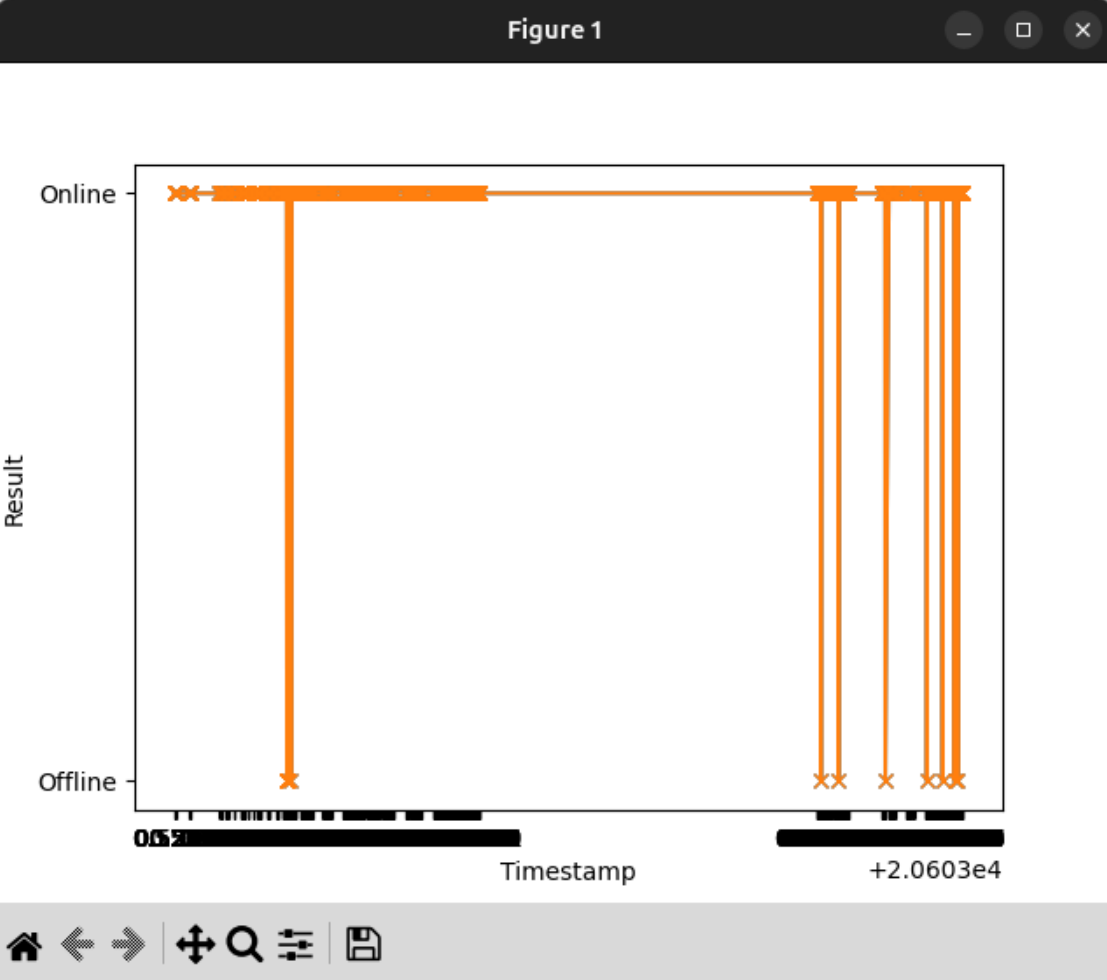 Figure 1
Online
Result
Offline
Timestamp
+2.0603e4